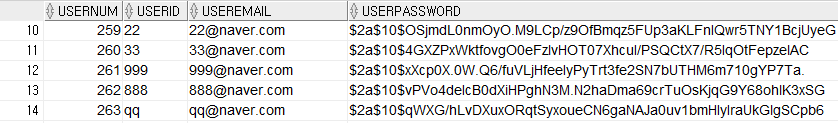 USERNUM USERID USEREMAIL USERPASSWORD
10 259 22 22@naver.com $2a$10$OSjmdL0nmOyO.M9LCp/z9OfBmqz5FUp3aKLFnlQwr5TNY1BcjUyeG
11 260 33 33@naver.com $2a$10$4GXZPxWktfovgO0eFzlvHOT07Xhcul/PSQCtX7/R5lqOtFepzelAC
12 261 999 999@naver.com $2a$10$xXcp0X.0W.Q6/fuVLjHfeelyPyTrt3fe2SN7bUTHM6m710gYP7Ta.
13 262 888 888@naver.com $2a$10$vPVo4delcB0dXiHPghN3M.N2haDma69crTuOsKjqG9Y68ohlK3xSG
14 263 qq qq@naver.com $2a$10$qWXG/hLvDXuxORqtSyxoueCN6gaNAJa0uv1bmHlylraUkGlgSCpb6